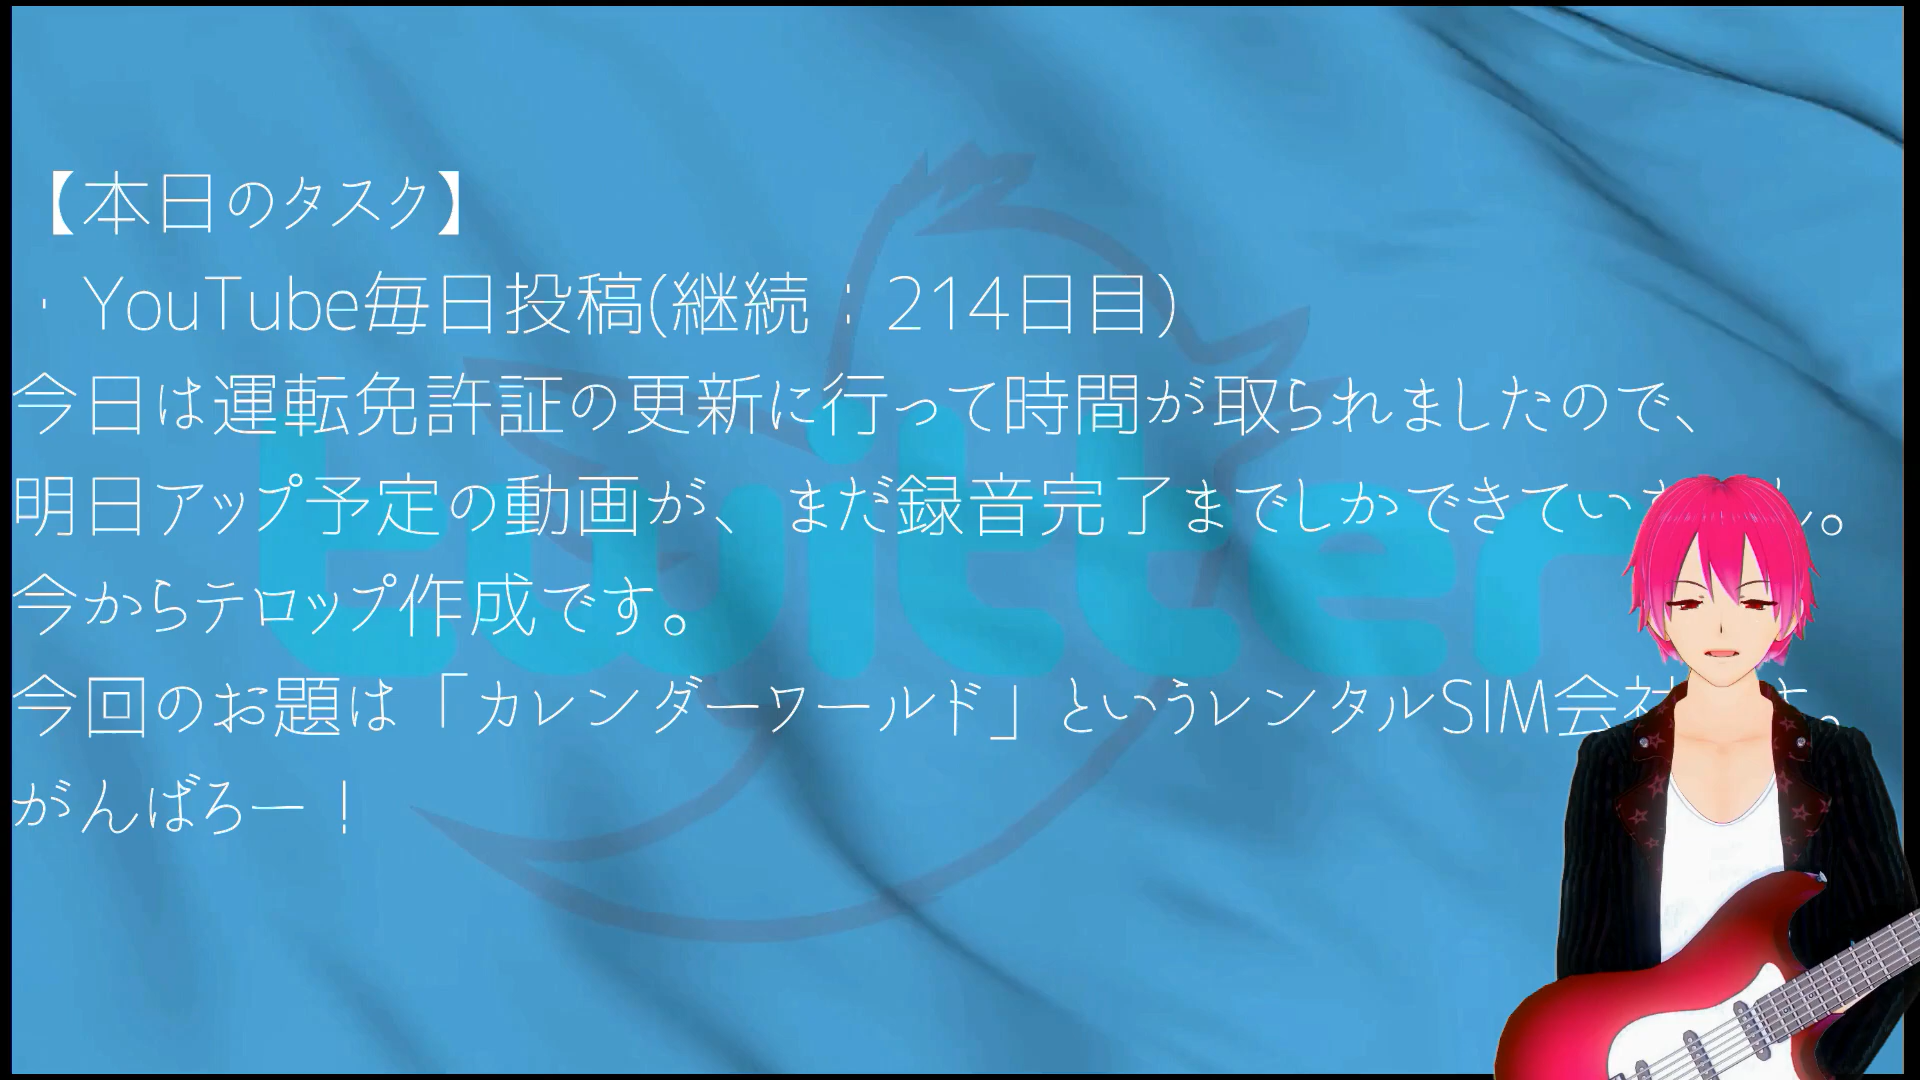 【本日のタスク】
・YouTube毎日投稿(継続：214日目)
今日は運転免許証の更新に行って時間が取られましたので、
明日アップ予定の動画が、まだ録音完了までしかできてい
今からテロップ作成です。
今回のお題は「カレンダーワールド」というレンタルSIM会社
がんばろー！
twitter